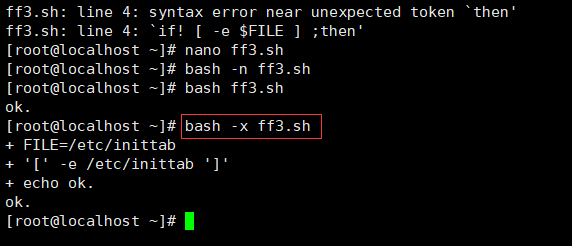 ff3.sh: line 4: syntax error near unexpected token `then'
ff3.sh: line 4: `if! [ -e $FILE ] ;then'
[root@localhost ~]# nano ff3.sh
[root@localhost ~]# bash -n ff3.sh
[root@localhost ~]# bash ff3.sh
ok.
[root@localhost ~]# bash -x ff3.sh
+ FILE=/etc/inittab
+ '[' -e /etc/inittab ']'
+ echo ok.
ok.
[root@localhost ~]#